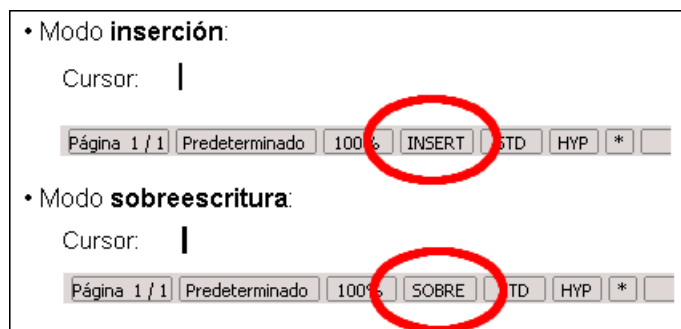 • Modo inserción:
Cursor:
Página 1 / 1 Predeterminado 100% INSERT STD HYP *
• Modo sobreescritura:
Cursor:
Página 1 / 1 Predeterminado 100% SOBRE STD HYP *